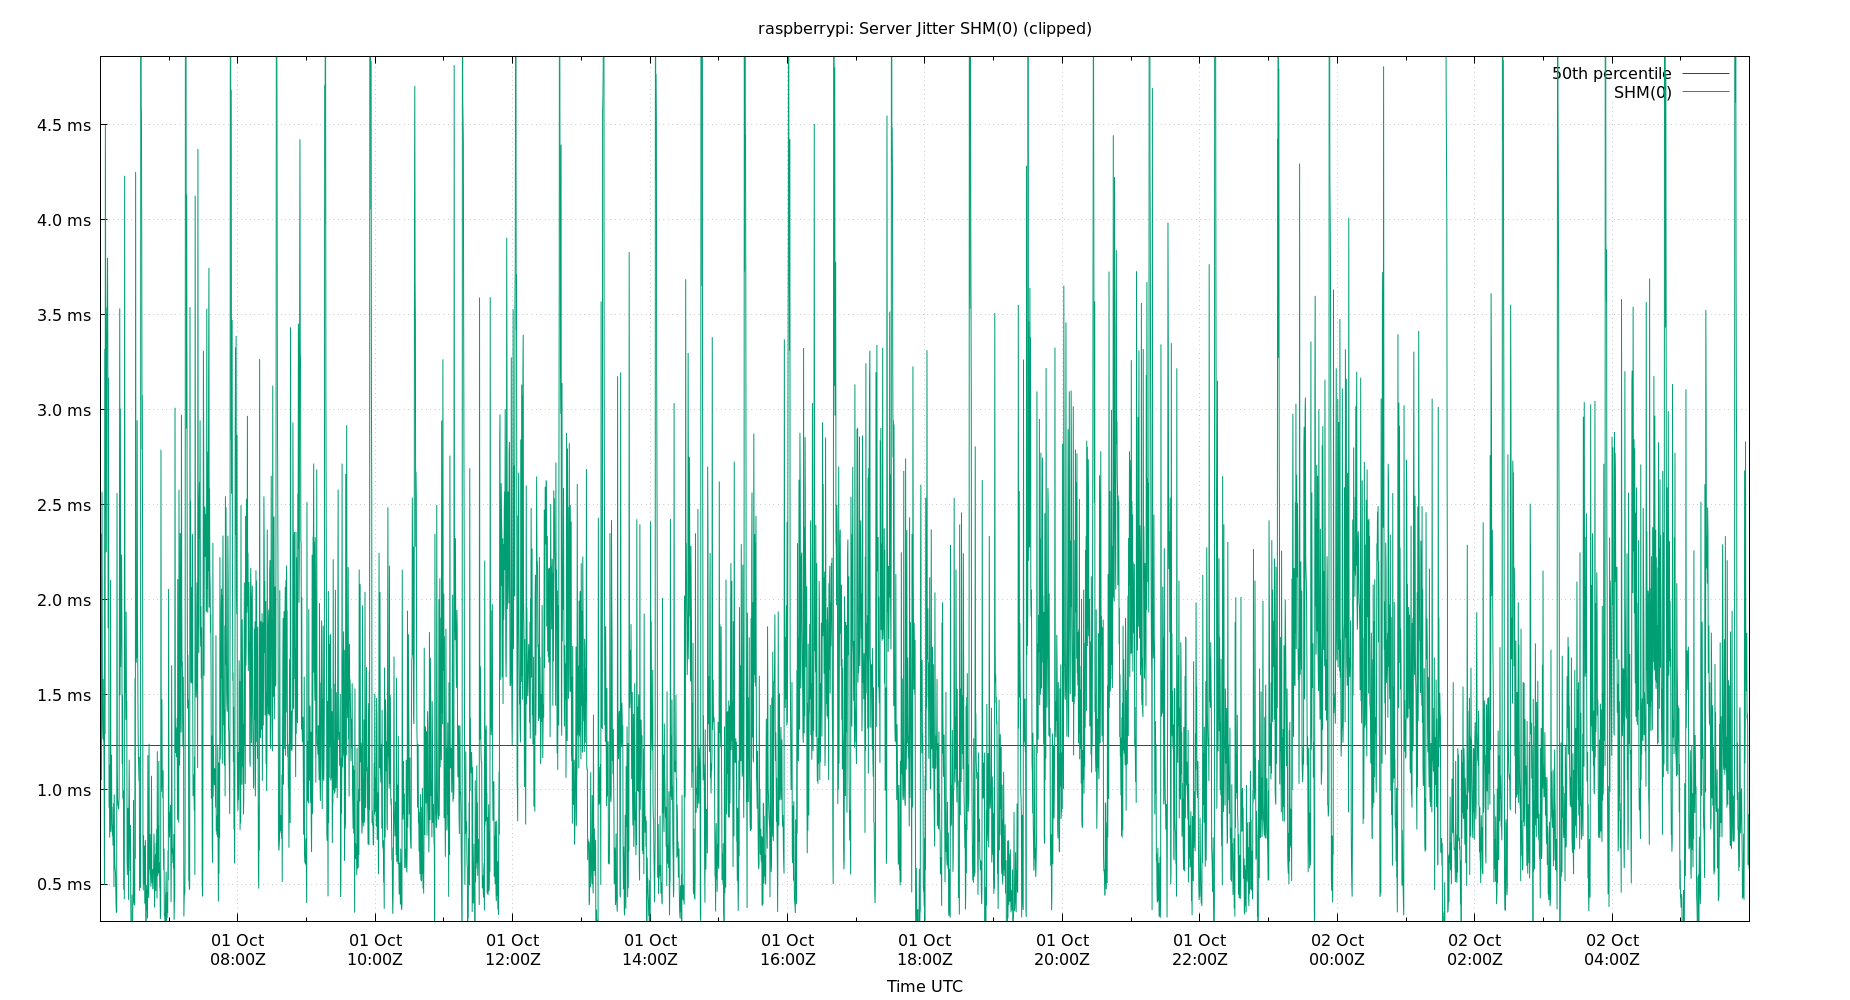 raspberrypi: Server Jitter SHM(0) (clipped)
50th percentile
SHM(0)
4.5 ms
4.0 ms
3.5 ms
3.0 ms
2.5 ms
2.0 ms
1.5 ms
1.0 ms
0.5 ms
01 Oct 01 Oct 01 Oct 01 Oct 01 Oct 01 Oct 01 Oct 01 Oct 02 Oct 02 Oct 02 Oct
08:00Z 10:00Z 12:00Z 14:00Z 16:00Z 18:00Z 20:00Z 22:00Z 00:00Z 02:00Z 04:00Z
Time UTC